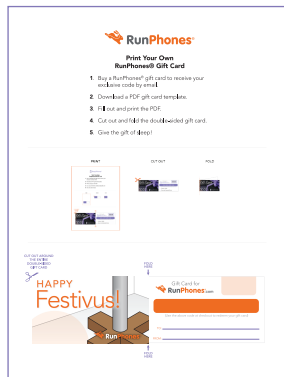 RunPhones®
Print Your Own
RunPhones® Gift Card
1. Buy a RunPhones® gift card to receive your
exclusive code by email.
2. Download a PDF gift card template.
3. Fill out and print the PDF.
4. Cut out and fold the double-sided gift card.
5. Give the gift of sleep!
PRINT
CUT OUT
FOLD
CUT OUT AROUND
THE ENTIRE
DOUBLE-SIDED
GIFT CARD
FOLD
HERE
HAPPY
Festivus!
RunPhones
Gift Card for
RunPhones.com
FOLD
HERE